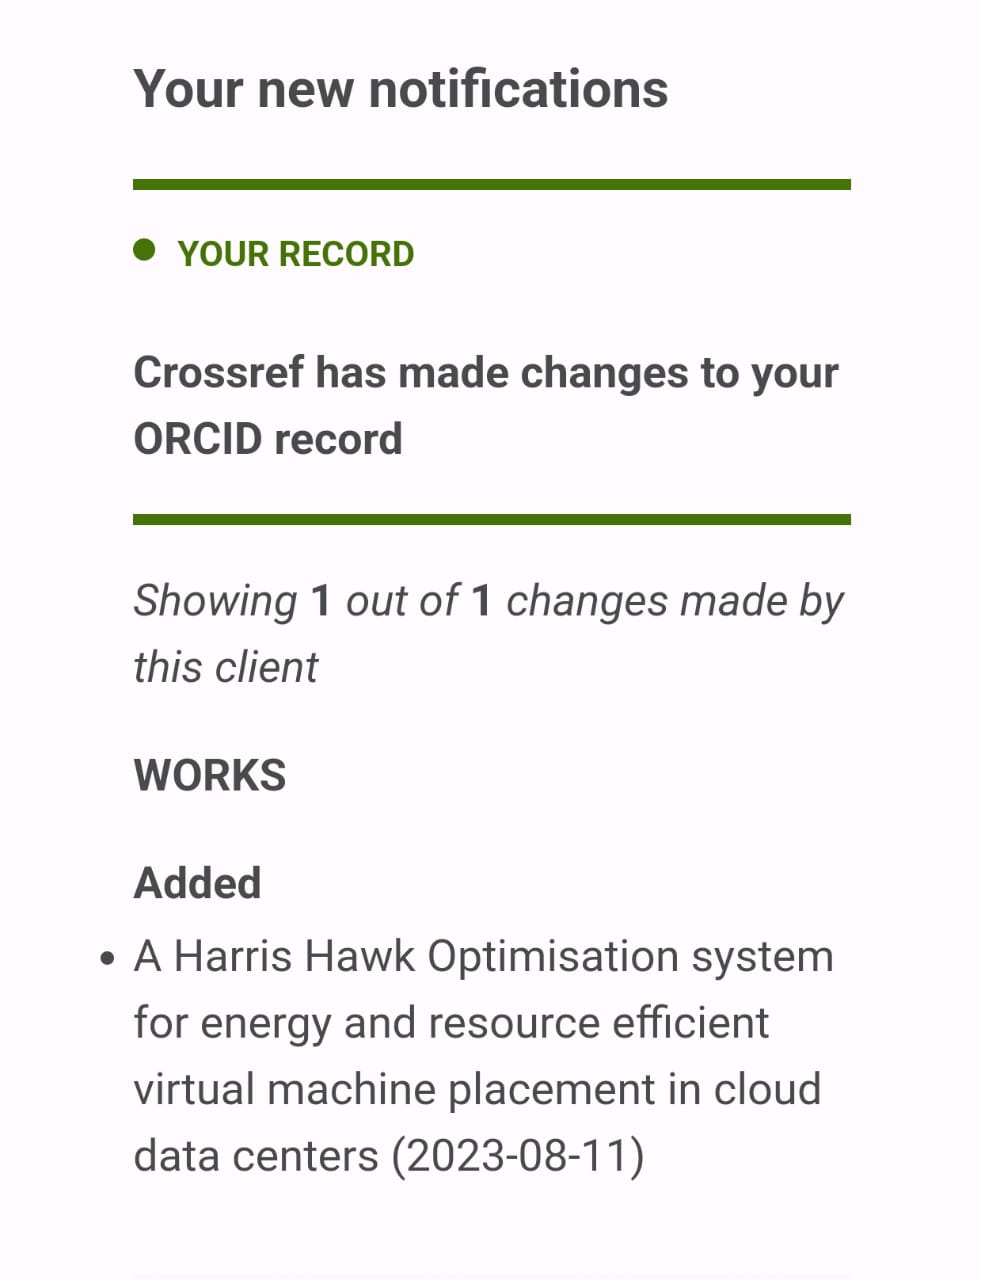 Your new notifications
YOUR RECORD
Crossref has made changes to your
ORCID record
Showing 1 out of 1 changes made by
this client
WORKS
Added
• A Harris Hawk Optimisation system
for energy and resource efficient
virtual machine placement in cloud
data centers (2023-08-11)